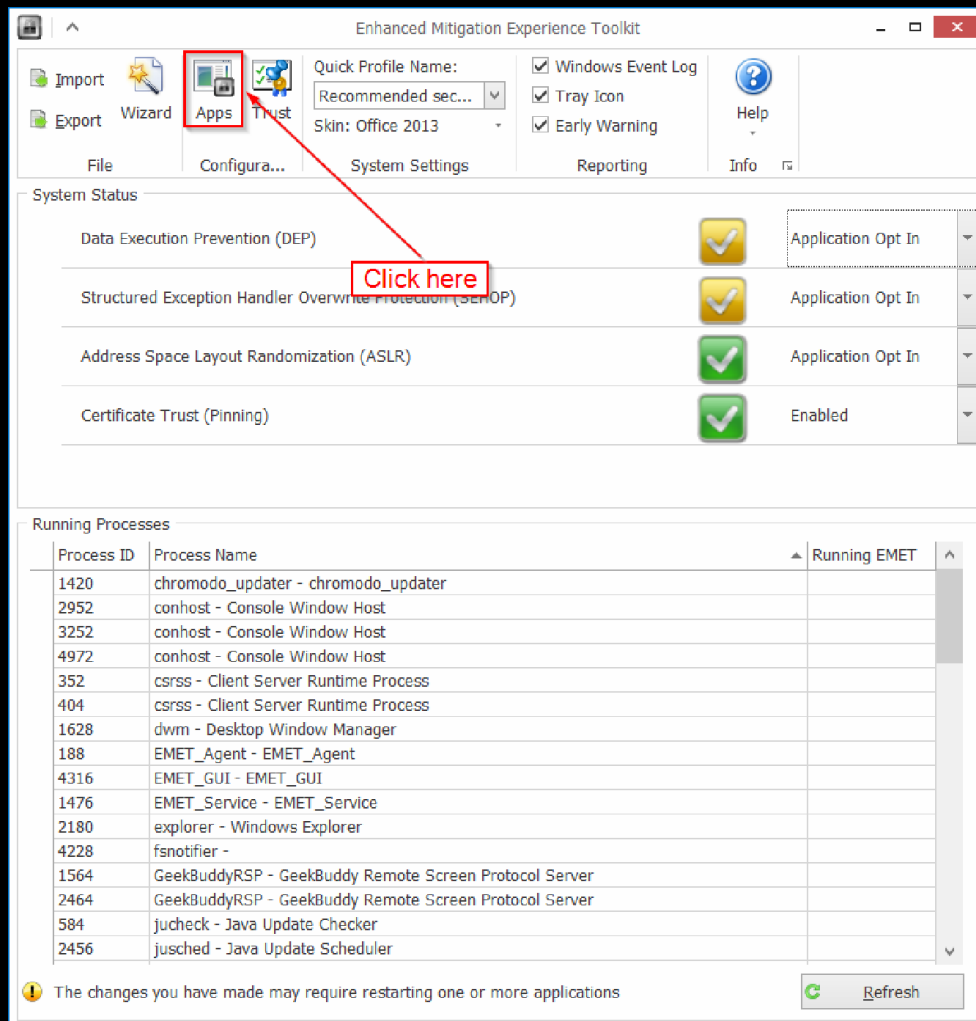 Enhanced Mitigation Experience Toolkit
Import
Export
Wizard
Apps
Trust
Quick Profile Name:
Recommended sec...
Skin: Office 2013
Windows Event Log
Tray Icon
Early Warning
Help
File
Configura...
System Settings
Reporting
Info
System Status
Data Execution Prevention (DEP)
Application Opt In
Click here
Structured Exception Handler Overwrite Protection (SEHOP)
Application Opt In
Address Space Layout Randomization (ASLR)
Application Opt In
Certificate Trust (Pinning)
Enabled
Running Processes
Process ID Process Name Running EMET
1420 chromodo_updater - chromodo_updater
2952 conhost - Console Window Host
3252 conhost - Console Window Host
4972 conhost - Console Window Host
352 csrss - Client Server Runtime Process
404 csrss - Client Server Runtime Process
1628 dwm - Desktop Window Manager
188 EMET_Agent - EMET_Agent
4316 EMET_GUI - EMET_GUI
1476 EMET_Service - EMET_Service
2180 explorer - Windows Explorer
4228 fsnotifier -
1564 GeekBuddyRSP - GeekBuddy Remote Screen Protocol Server
2464 GeekBuddyRSP - GeekBuddy Remote Screen Protocol Server
584 jucheck - Java Update Checker
2456 jusched - Java Update Scheduler
The changes you have made may require restarting one or more applications
Refresh